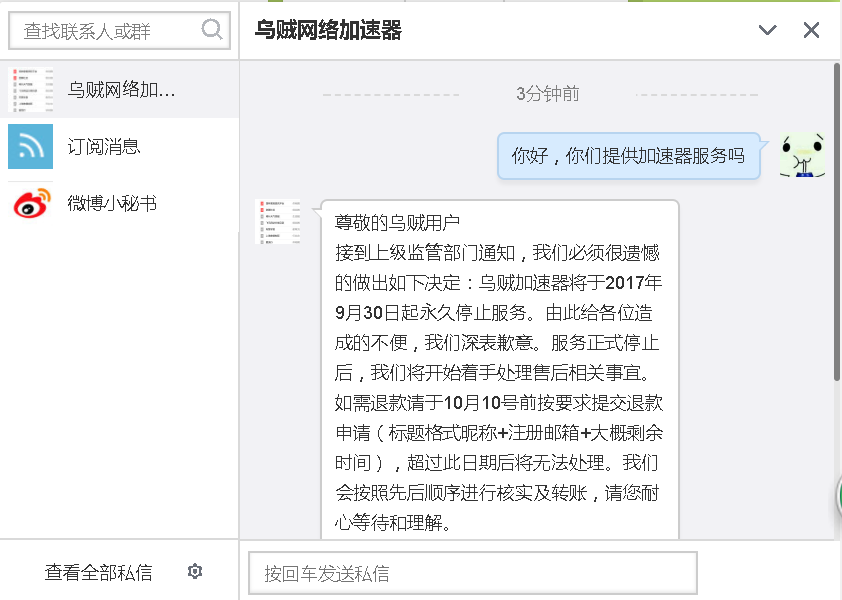 查找联系人或群
乌贼网络加速器
乌贼网络加...
订阅消息
微博小秘书
3分钟前
你好，你们提供加速器服务吗
尊敬的乌贼用户
接到上级监管部门通知，我们必须很遗憾
的做出如下决定：乌贼加速器将于2017年
9月30日起永久停止服务。由此给各位造
成的不便，我们深表歉意。服务正式停止
后，我们将开始着手处理售后相关事宜。
如需退款请于10月10号前按要求提交退款
申请（标题格式昵称+注册邮箱+大概剩余
时间），超过此日期后将无法处理。我们
会按照先后顺序进行核实及转账，请您耐
心等待和理解。
查看全部私信
按回车发送私信